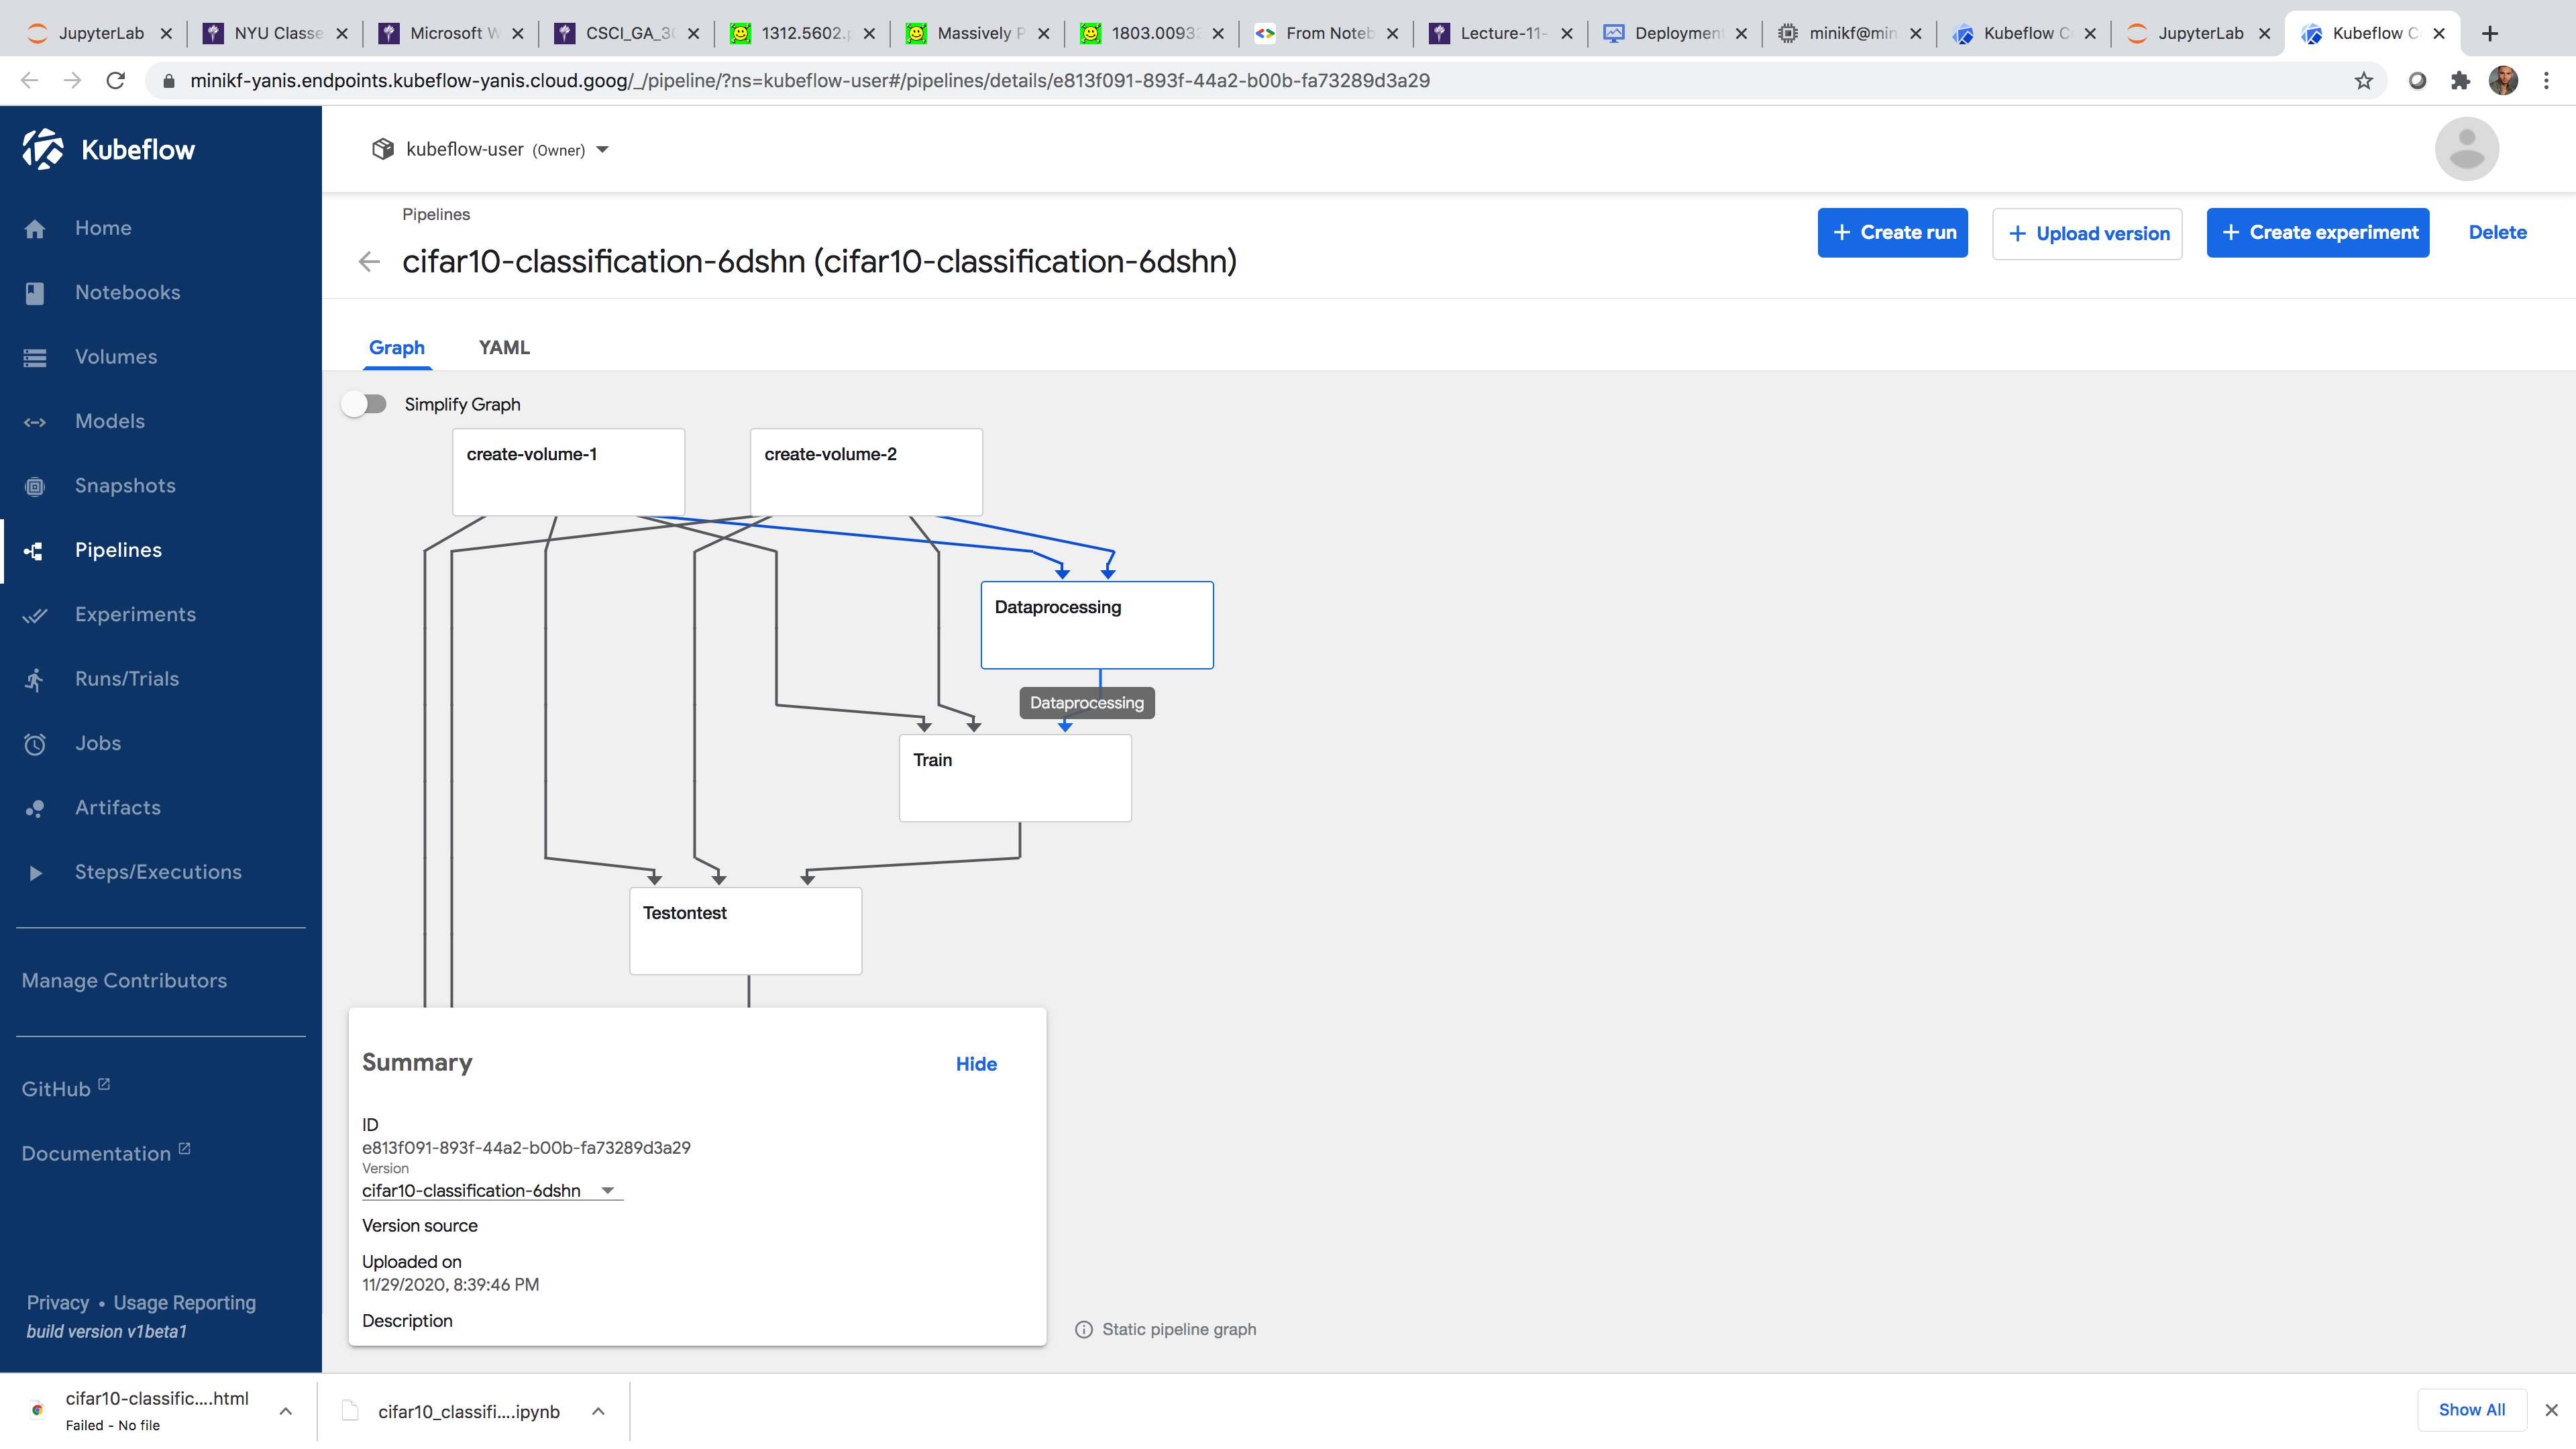 JupyterLab
NYU Classe
Microsoft W
CSCI_GA_30
1312.5602.p
Massively P
1803.0093
From Noteb
Lecture-11-
Deploymen
minikf@min
Kubeflow C
JupyterLab
Kubeflow C
minikf-yanis.endpoints.kubeflow-yanis.cloud.goog/_/pipeline/?ns=kubeflow-user#/pipelines/details/e813f091-893f-44a2-b00b-fa73289d3a29
Kubeflow
Home
Notebooks
Volumes
Models
Snapshots
Pipelines
Experiments
Runs/Trials
Jobs
Artifacts
Steps/Executions
Manage Contributors
GitHub
Documentation
Privacy • Usage Reporting
build version v1beta1
kubeflow-user (Owner)
Pipelines
cifar10-classification-6dshn (cifar10-classification-6dshn)
+ Create run
+ Upload version
+ Create experiment
Delete
Graph
YAML
Simplify Graph
create-volume-1
create-volume-2
Dataprocessing
Dataprocessing
Train
Testontest
Summary
Hide
ID
e813f091-893f-44a2-b00b-fa73289d3a29
Version
cifar10-classification-6dshn
Version source
Uploaded on
11/29/2020, 8:39:46 PM
Description
Static pipeline graph
cifar10-classific....html
Failed - No file
cifar10_classifi....ipynb
Show All